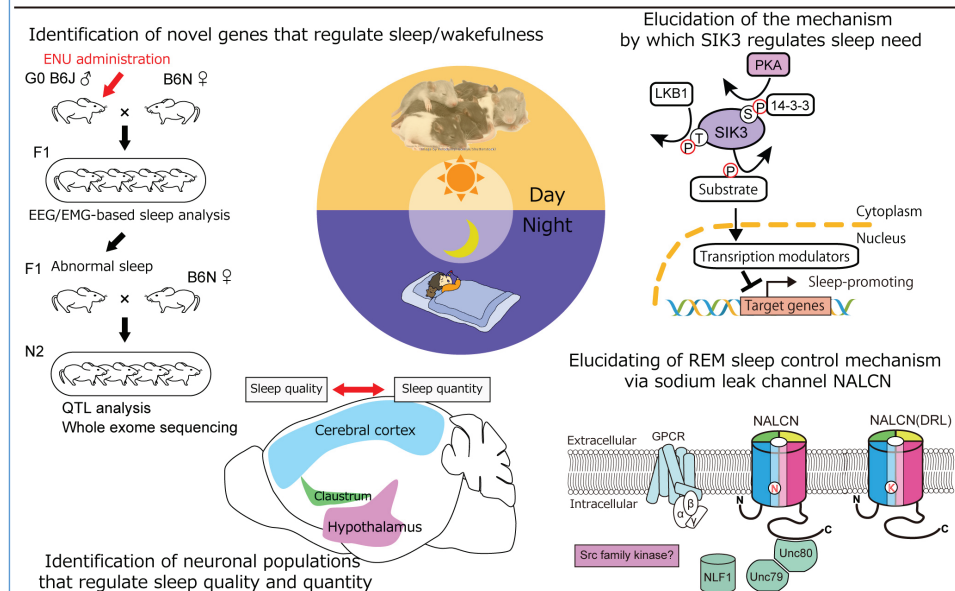 Identification of novel genes that regulate sleep/wakefulness
ENU administration
G0 B6J ♂
B6N ♀
×
F1
EEG/EMG-based sleep analysis
F1 Abnormal sleep
B6N ♀
×
N2
QTL analysis
Whole exome sequencing
Day
Night
Elucidation of the mechanism
by which SIK3 regulates sleep need
PKA
LKB1
S P 14-3-3
SIK3
T
P
P
Substrate
Cytoplasm
Nucleus
Transription modulators
Sleep-promoting
Target genes
Sleep quality
Sleep quantity
Cerebral cortex
Claustrum
Hypothalamus
Identification of neuronal populations
that regulate sleep quality and quantity
Elucidating of REM sleep control mechanism
via sodium leak channel NALCN
NALCN
NALCN(DRL)
Extracellular
GPCR
Intracellular
N
K
N
N
α
β
γ
C
C
Src family kinase?
NLF1
Unc79
Unc80